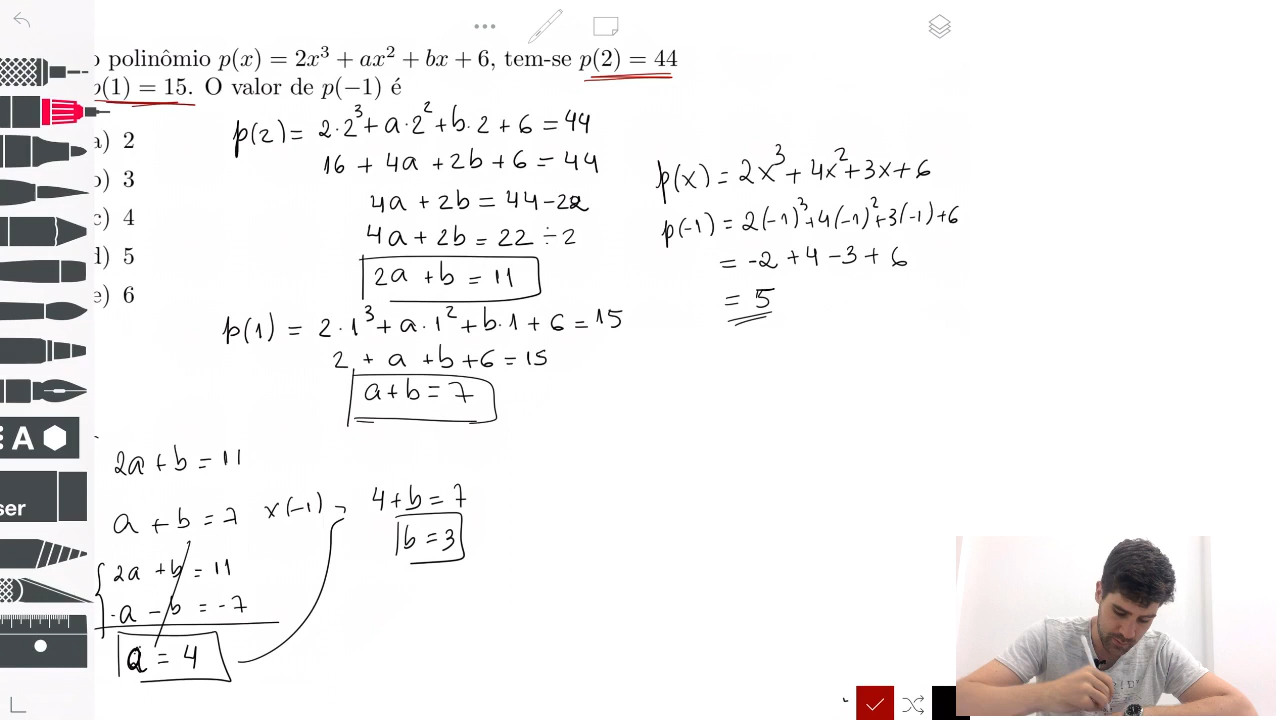 polinômio p(x) = 2x³ + ax² + bx + 6, tem-se p(2) = 44
p(1) = 15. O valor de p(−1) é
a) 2
b) 3
c) 4
d) 5
e) 6
p(2) = 2·2³ + a·2² + b·2 + 6 = 44
16 + 4a + 2b + 6 = 44
4a + 2b = 44 - 22
4a + 2b = 22 ÷2
2a + b = 11
p(1) = 2·1³ + a·1² + b·1 + 6 = 15
2 + a + b + 6 = 15
a + b = 7
2a + b = 11
a + b = 7 x(-1)
2a + b = 11
-a - b = -7
a = 4
4 + b = 7
b = 3
p(x) = 2x³ + 4x² + 3x + 6
p(-1) = 2(-1)³ + 4(-1)² + 3(-1) + 6
= -2 + 4 - 3 + 6
= 5
A
ser